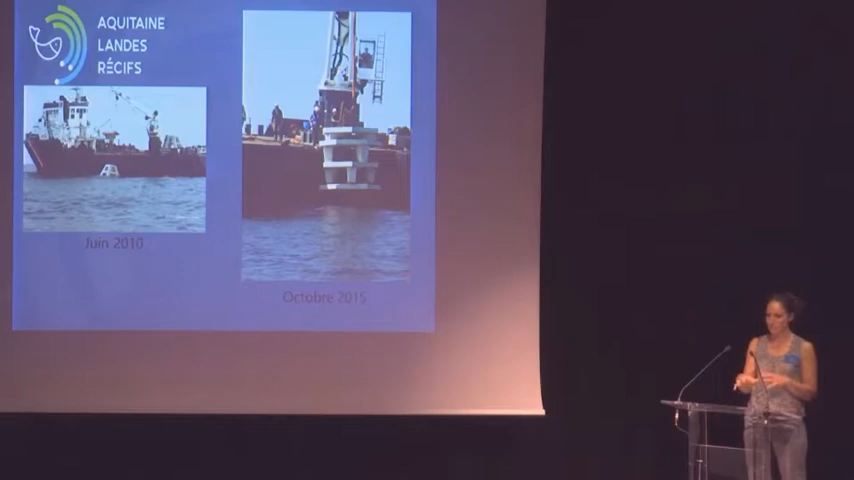 AQUITAINE
LANDES
RÉCIFS
Juin 2010
Octobre 2015